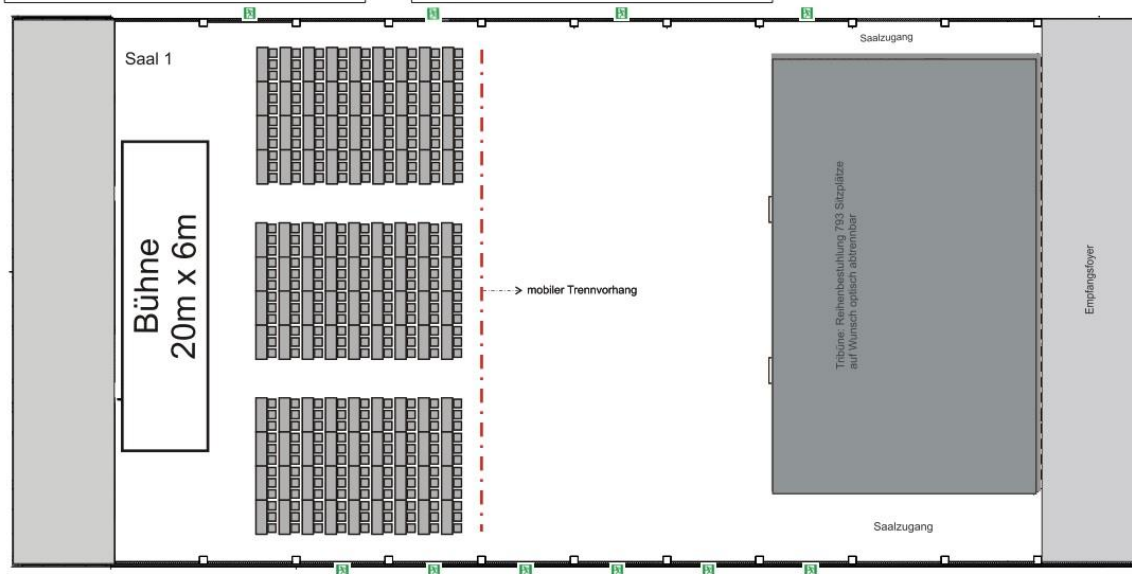 Saal 1
Saalzugang
Bühne
20m x 6m
mobiler Trennvorhang
Tribüne: Reihenbestuhlung 793 Sitzplätze
auf Wunsch optisch abtrennbar
Empfangsfoyer
Saalzugang